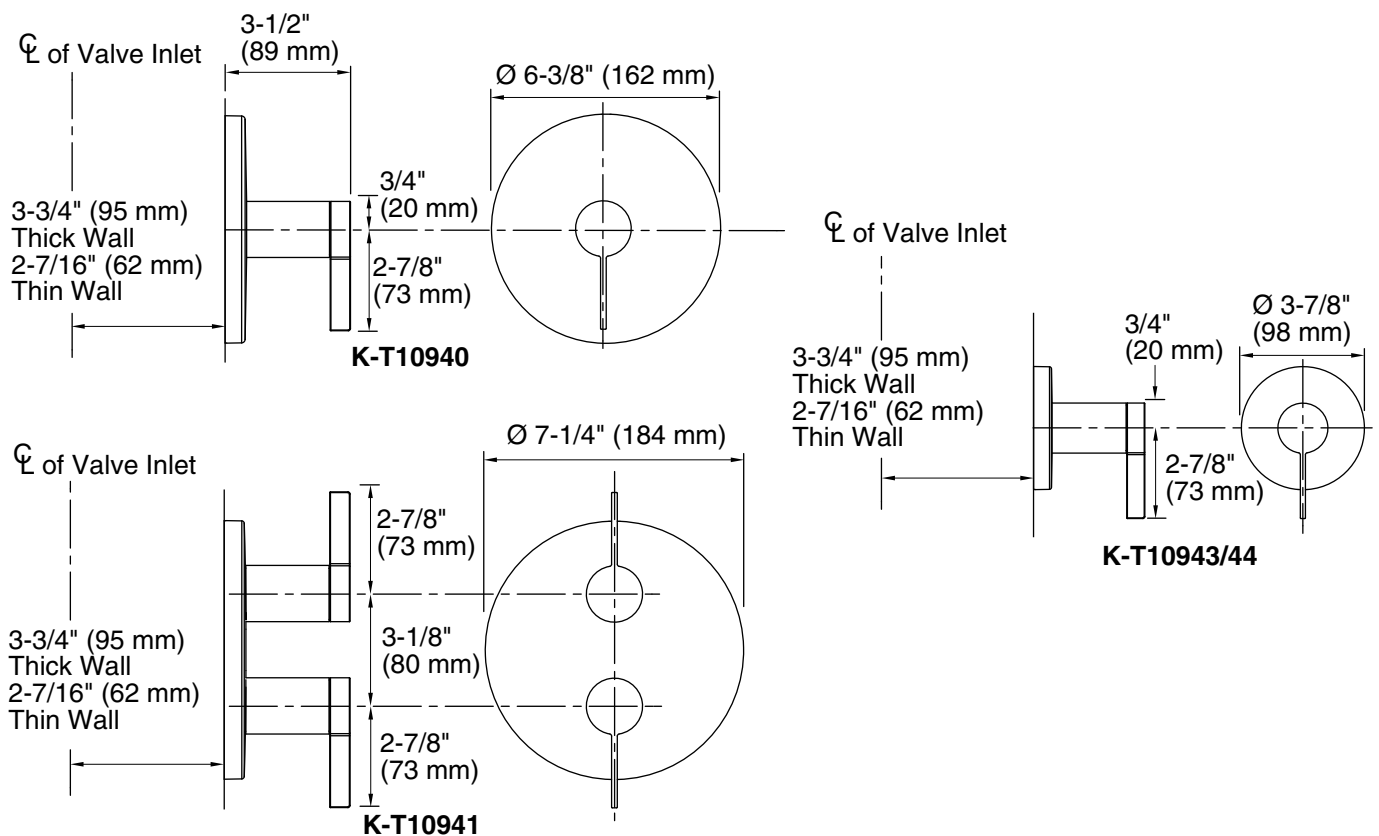 ℄ of Valve Inlet
3-1/2"
(89 mm)
Ø 6-3/8" (162 mm)
3/4"
(20 mm)
3-3/4" (95 mm)
Thick Wall
2-7/16" (62 mm)
Thin Wall
2-7/8"
(73 mm)
K-T10940
℄ of Valve Inlet
3/4"
(20 mm)
Ø 3-7/8"
(98 mm)
3-3/4" (95 mm)
Thick Wall
2-7/16" (62 mm)
Thin Wall
2-7/8"
(73 mm)
K-T10943/44
℄ of Valve Inlet
Ø 7-1/4" (184 mm)
2-7/8"
(73 mm)
3-1/8"
(80 mm)
3-3/4" (95 mm)
Thick Wall
2-7/16" (62 mm)
Thin Wall
2-7/8"
(73 mm)
K-T10941